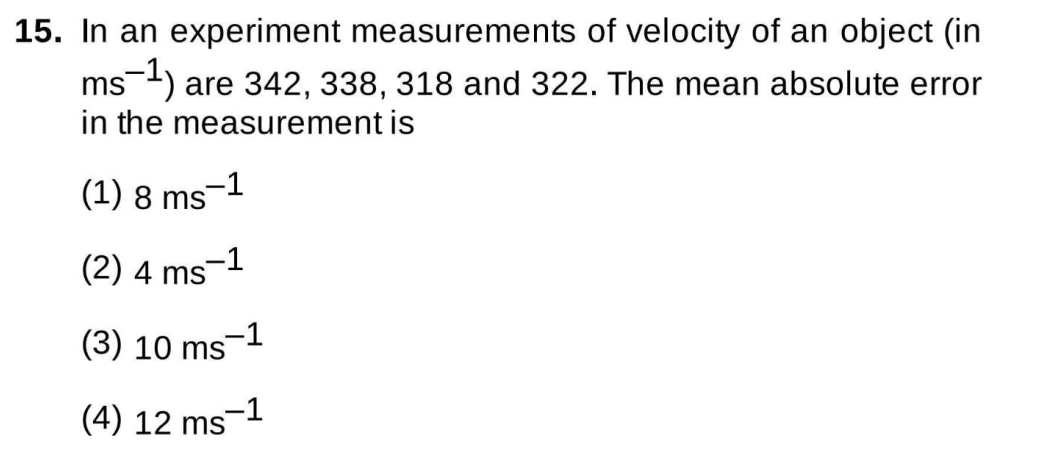 15. In an experiment measurements of velocity of an object (in
ms⁻¹) are 342, 338, 318 and 322. The mean absolute error
in the measurement is
(1) 8 ms⁻¹
(2) 4 ms⁻¹
(3) 10 ms⁻¹
(4) 12 ms⁻¹